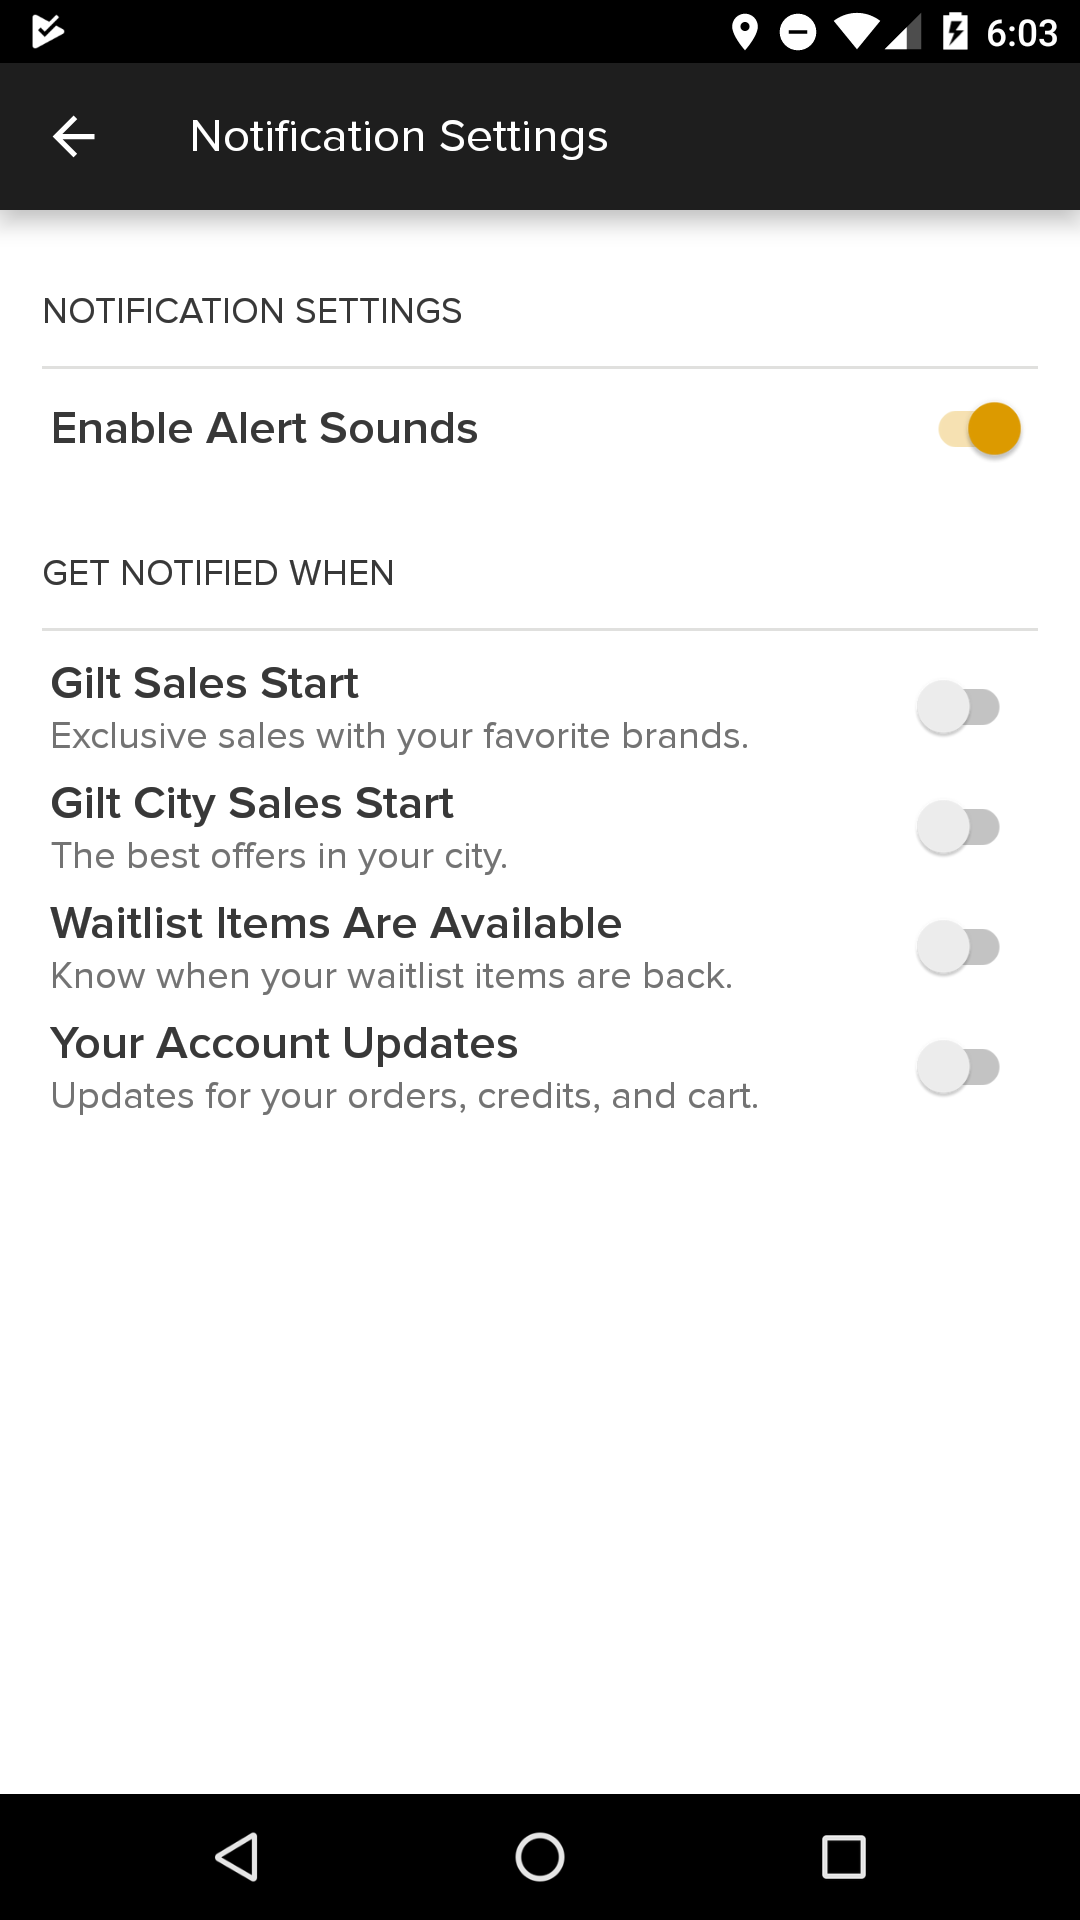 6:03
Notification Settings
NOTIFICATION SETTINGS
Enable Alert Sounds
GET NOTIFIED WHEN
Gilt Sales Start
Exclusive sales with your favorite brands.
Gilt City Sales Start
The best offers in your city.
Waitlist Items Are Available
Know when your waitlist items are back.
Your Account Updates
Updates for your orders, credits, and cart.